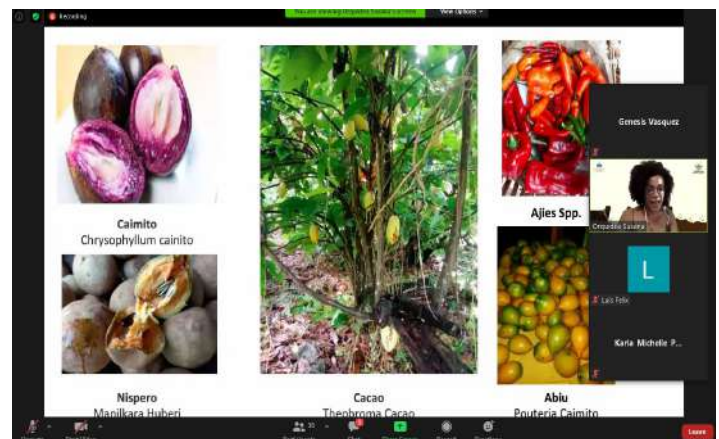 Recording
View Options
Genesis Vasquez
Caimito
Chrysophyllum cainito
Ajies Spp.
L
Luis Felix
Karla Michelle P...
Nispero
Manilkara Huberi
Cacao
Theobroma Cacao
Abiu
Pouteria Caimito
30
Leave